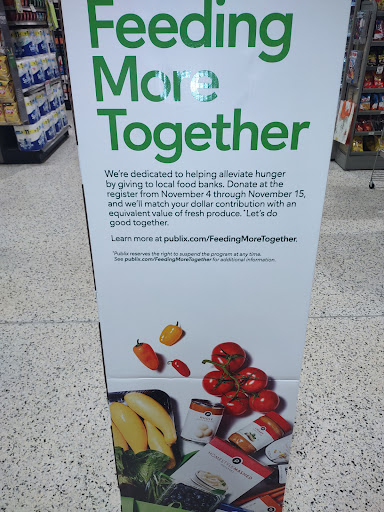 Feeding
More
Together
We're dedicated to helping alleviate hunger
by giving to local food banks. Donate at the
register from November 4 through November 15,
and we'll match your dollar contribution with an
equivalent value of fresh produce.* Let's do
good together.
Learn more at publix.com/FeedingMoreTogether.
*Publix reserves the right to suspend the program at any time.
See publix.com/FeedingMoreTogether for additional information.